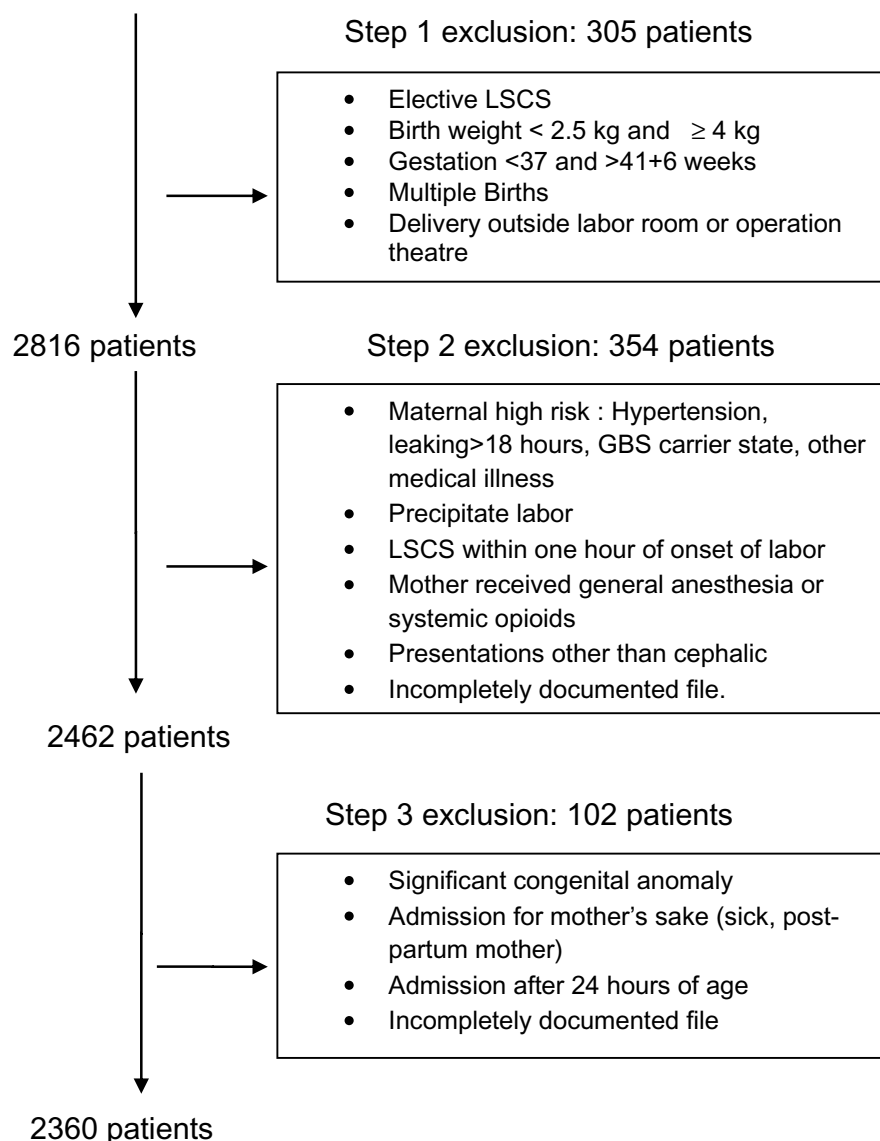 Step 1 exclusion: 305 patients
• Elective LSCS
• Birth weight < 2.5 kg and ≥ 4 kg
• Gestation <37 and >41+6 weeks
• Multiple Births
• Delivery outside labor room or operation
theatre
2816 patients
Step 2 exclusion: 354 patients
• Maternal high risk : Hypertension,
leaking>18 hours, GBS carrier state, other
medical illness
• Precipitate labor
• LSCS within one hour of onset of labor
• Mother received general anesthesia or
systemic opioids
• Presentations other than cephalic
• Incompletely documented file.
2462 patients
Step 3 exclusion: 102 patients
• Significant congenital anomaly
• Admission for mother’s sake (sick, post-
partum mother)
• Admission after 24 hours of age
• Incompletely documented file
2360 patients